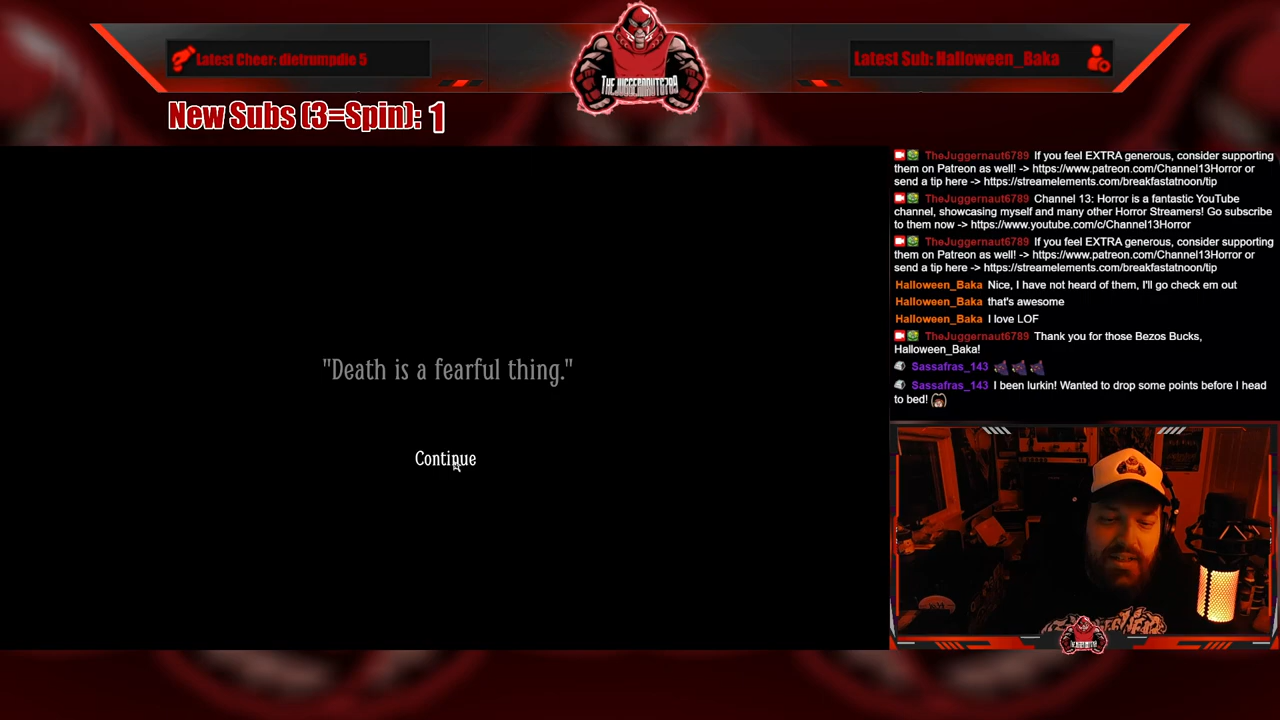 Latest Cheer: dietrumpdie 5
THEJUGGERNAUT6789
Latest Sub: Halloween_Baka
New Subs (3=Spin): 1
"Death is a fearful thing."
Continue
TheJuggernaut6789 If you feel EXTRA generous, consider supporting
them on Patreon as well! -> https://www.patreon.com/Channel13Horror or
send a tip here -> https://streamelements.com/breakfastatnoon/tip
TheJuggernaut6789 Channel 13: Horror is a fantastic YouTube
channel, showcasing myself and many other Horror Streamers! Go subscribe
to them now -> https://www.youtube.com/c/Channel13Horror
TheJuggernaut6789 If you feel EXTRA generous, consider supporting
them on Patreon as well! -> https://www.patreon.com/Channel13Horror or
send a tip here -> https://streamelements.com/breakfastatnoon/tip
Halloween_Baka Nice, I have not heard of them, I'll go check em out
Halloween_Baka that's awesome
Halloween_Baka I love LOF
TheJuggernaut6789 Thank you for those Bezos Bucks,
Halloween_Baka!
Sassafras_143
Sassafras_143 I been lurkin! Wanted to drop some points before I head
to bed!